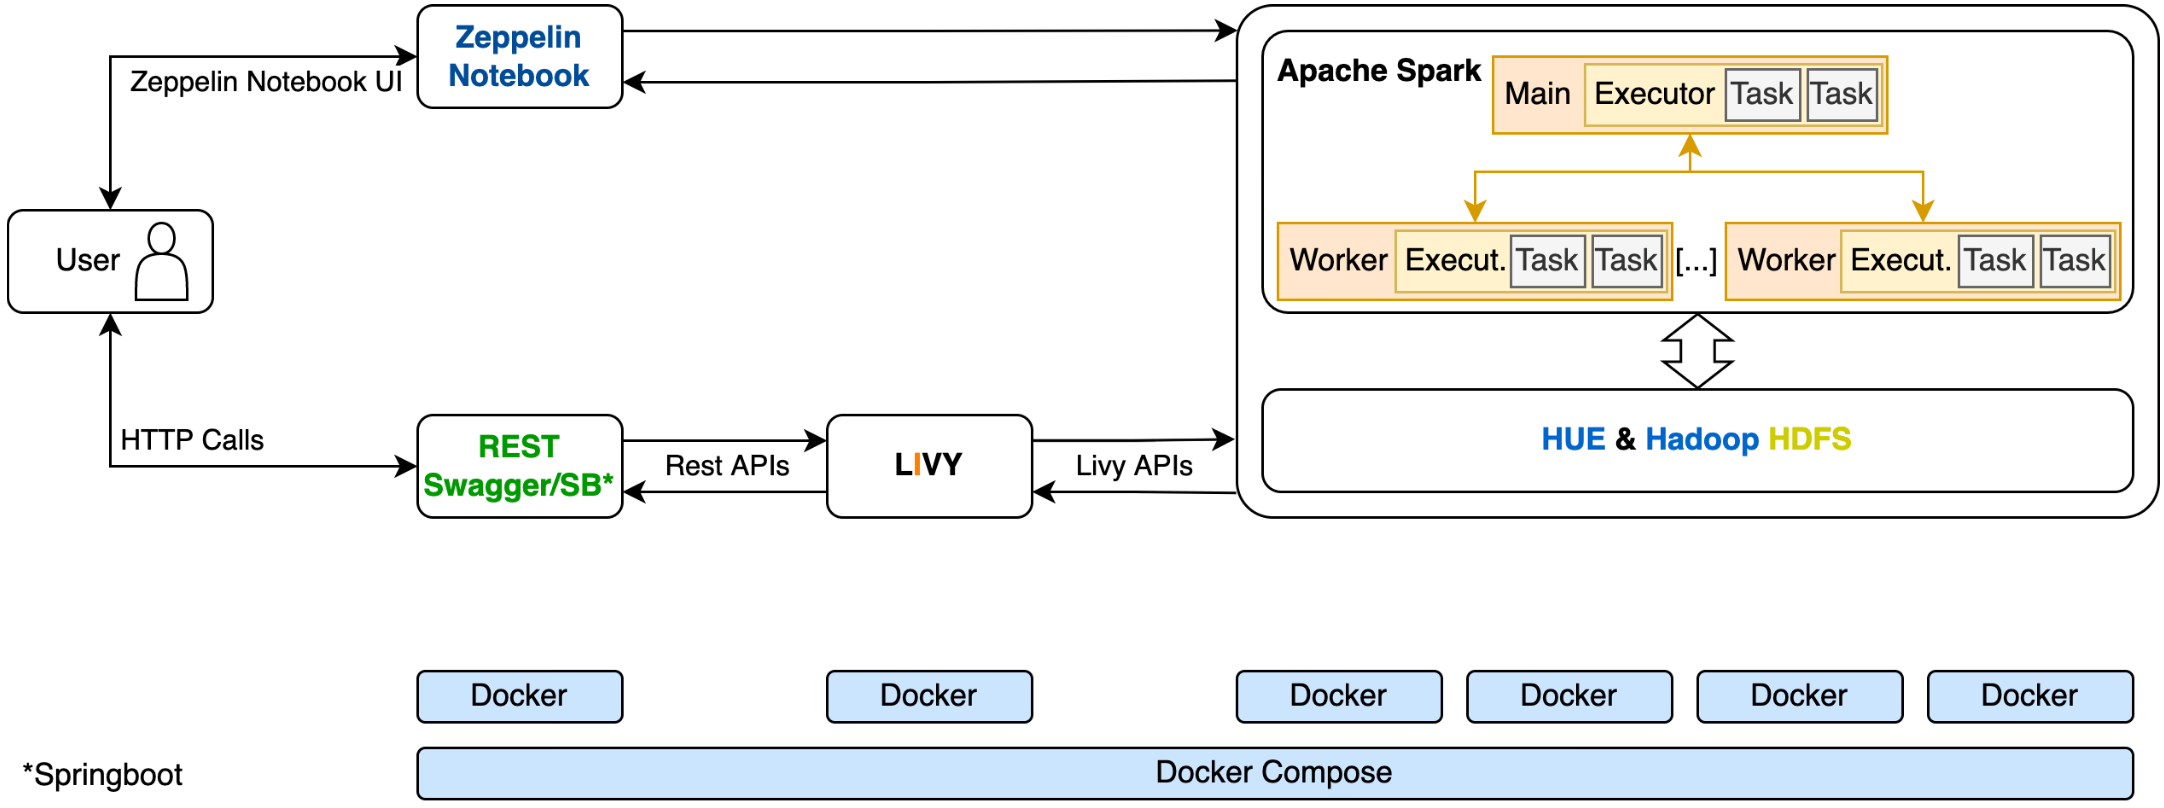 Zeppelin
Notebook
Zeppelin Notebook UI
Apache Spark
Main Executor Task Task
User
Worker Execut. Task Task [...] Worker Execut. Task Task
HTTP Calls
REST
Swagger/SB*
Rest APIs
LIVY
Livy APIs
HUE & Hadoop HDFS
Docker Docker Docker Docker Docker Docker
*Springboot
Docker Compose